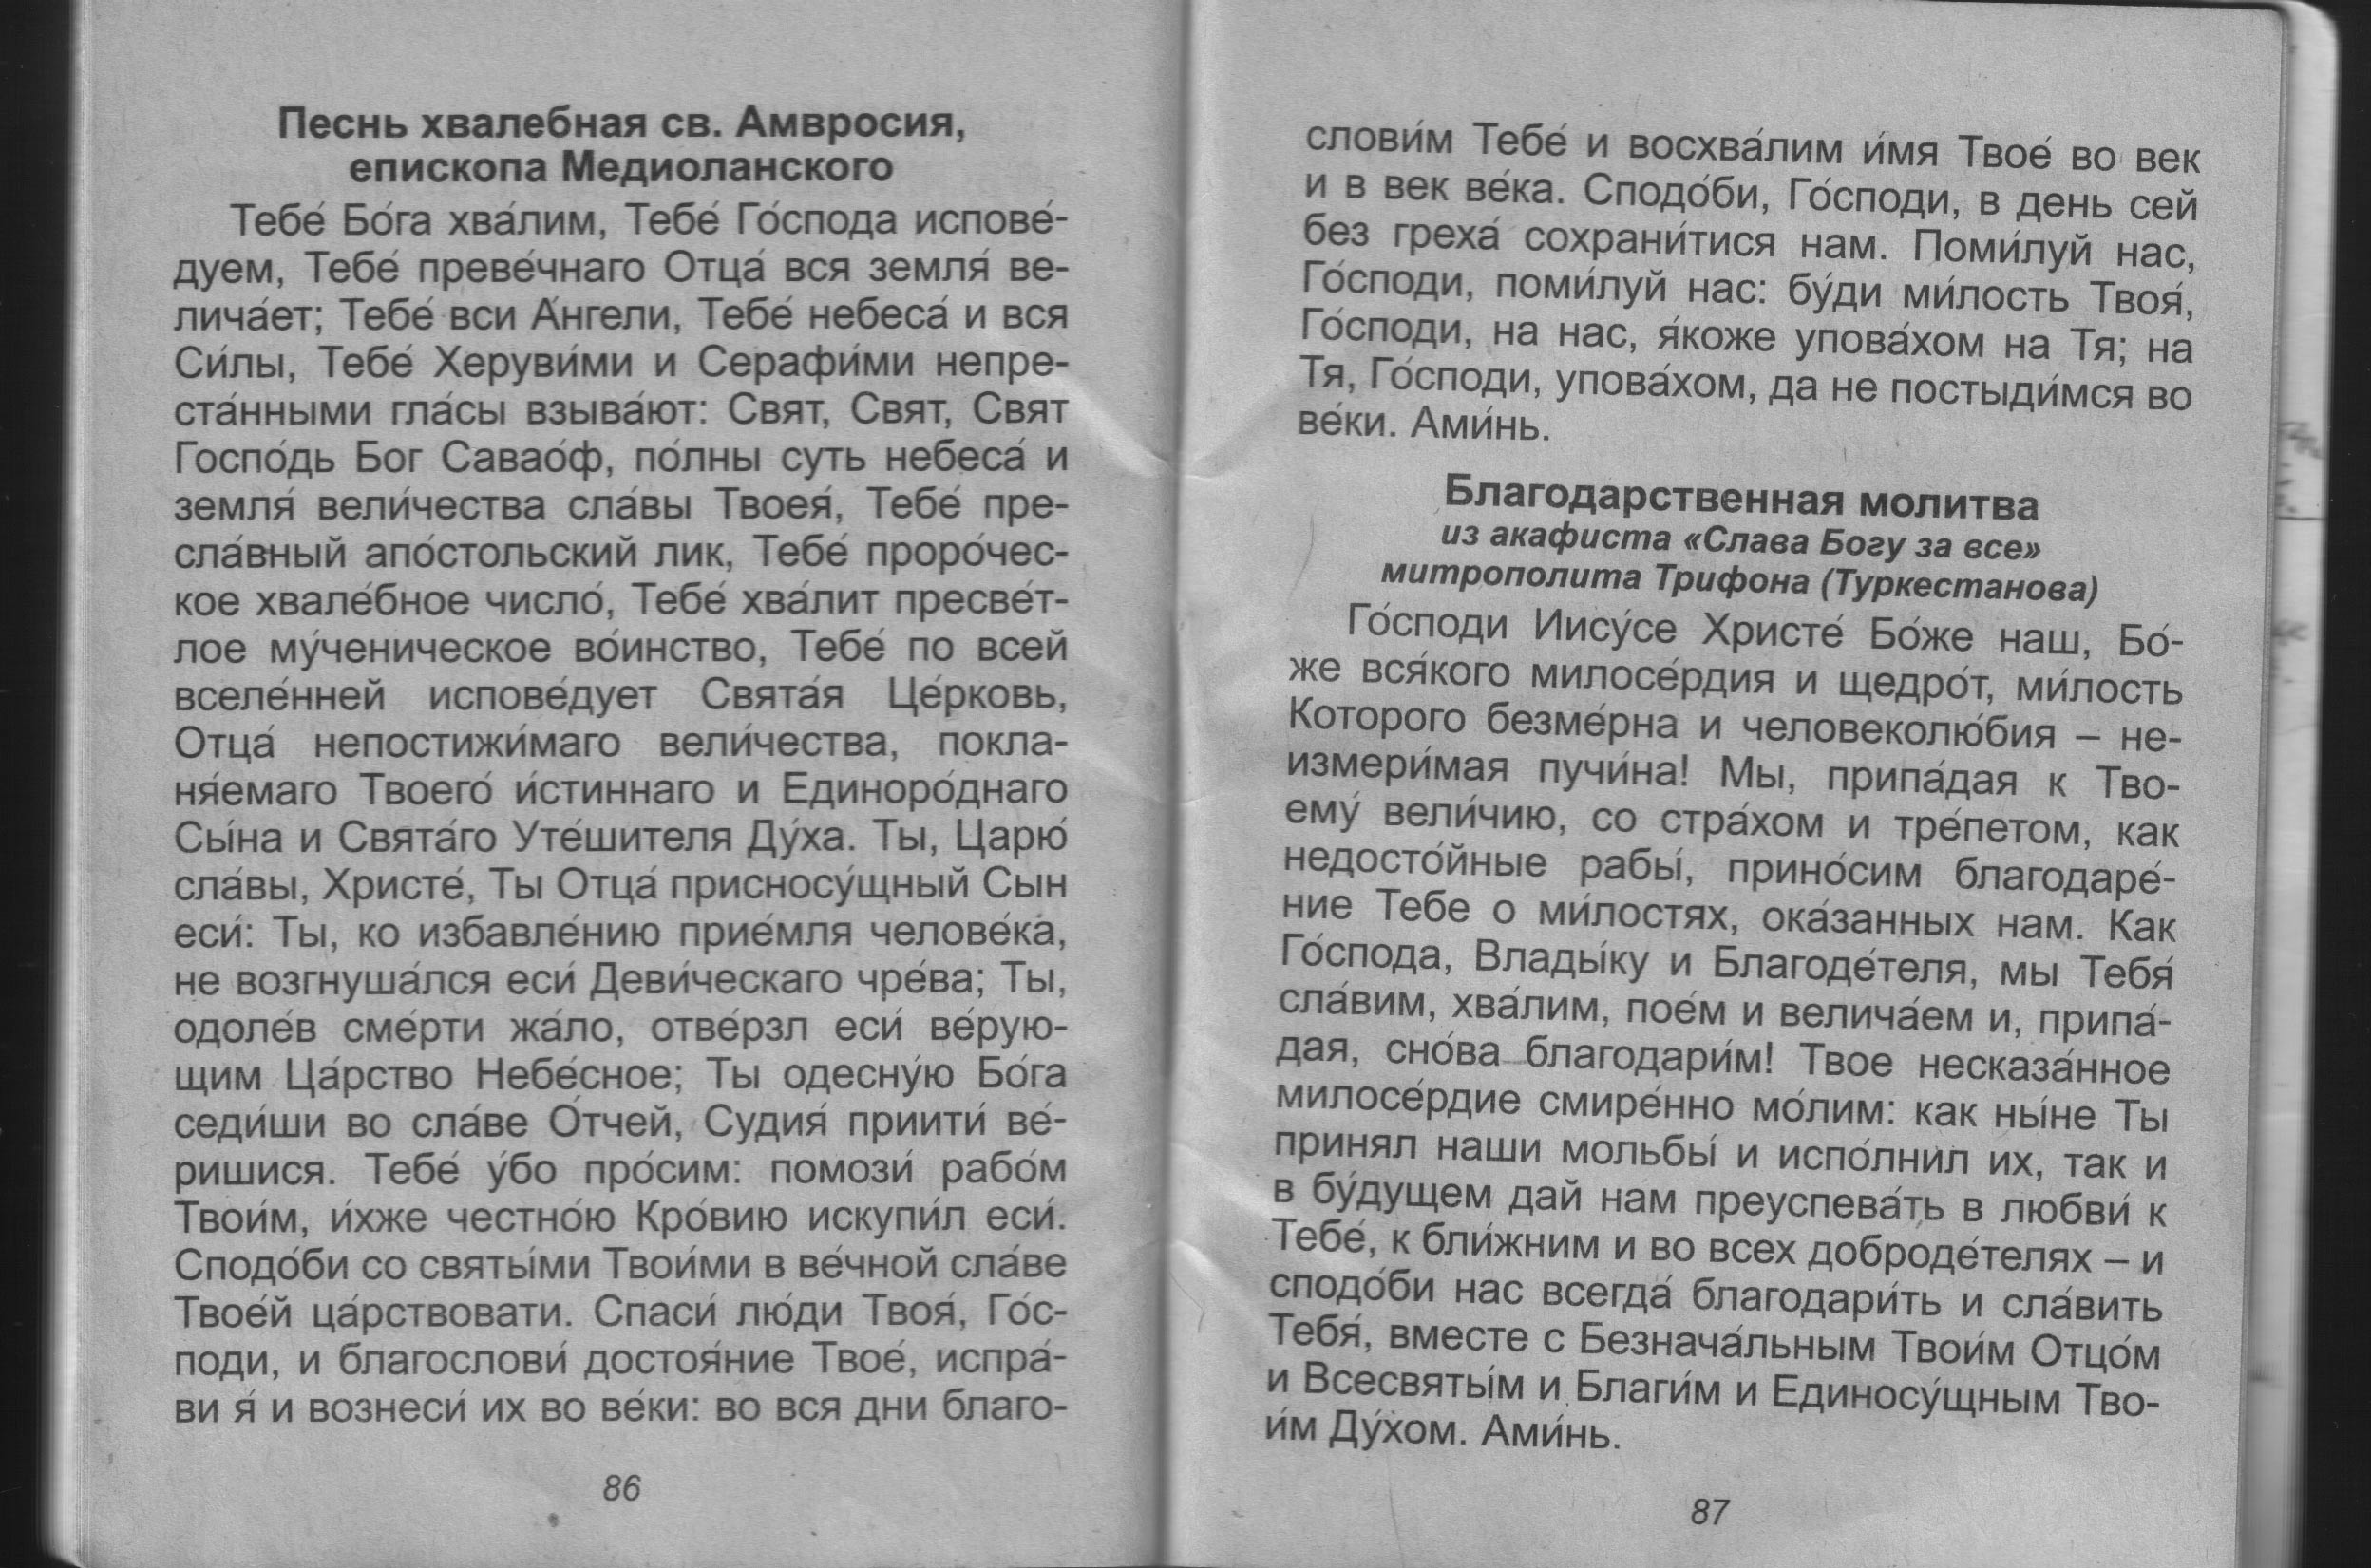 Песнь хвалебная св. Амвросия,
епископа Медиоланского
Тебе́ Бо́га хва́лим, Тебе́ Го́спода испове́-
дуем, Тебе́ преве́чнаго Отца́ вся земля́ ве-
лича́ет; Тебе́ вси А́нгели, Тебе́ небеса́ и вся
Си́лы, Тебе́ Херуви́ми и Серафи́ми непре-
ста́нными гла́сы взыва́ют: Свят, Свят, Свят
Госпо́дь Бог Савао́ф, по́лны суть небеса́ и
земля́ вели́чества сла́вы Твоея́, Тебе́ пре-
сла́вный апо́стольский лик, Тебе́ проро́чес-
кое хвале́бное число́, Тебе́ хва́лит пресве́т-
лое му́ченическое во́инство, Тебе́ по всей
вселе́нней испове́дует Свята́я Це́рковь,
Отца́ непостижи́маго вели́чества, покла-
ня́емаго Твоего́ и́стиннаго и Единоро́днаго
Сы́на и Свята́го Уте́шителя Ду́ха. Ты, Царю́
сла́вы, Христе́, Ты Отца́ присносу́щный Сын
еси́: Ты, ко избавле́нию прие́мля челове́ка,
не возгнуша́лся еси́ Деви́ческаго чре́ва; Ты,
одоле́в сме́рти жа́ло, отве́рзл еси́ ве́рую-
щим Ца́рство Небе́сное; Ты одесну́ю Бо́га
седи́ши во сла́ве О́тчей, Судия́ приити́ ве́-
ришися. Тебе́ у́бо про́сим: помози́ рабо́м
Твои́м, и́хже честно́ю Кро́вию искупи́л еси́.
Сподо́би со святы́ми Твои́ми в ве́чной сла́ве
Твое́й ца́рствовати. Спаси́ лю́ди Твоя́, Го́с-
поди, и благослови́ достоя́ние Твое́, испра́-
ви я́ и вознеси́ их во ве́ки: во вся дни благо-
86
слови́м Тебе́ и восхва́лим и́мя Твое́ во век
и в век ве́ка. Сподо́би, Го́споди, в день сей
без греха́ сохрани́тися нам. Поми́луй нас,
Го́споди, поми́луй нас: бу́ди ми́лость Твоя́,
Го́споди, на нас, я́коже упова́хом на Тя; на
Тя, Го́споди, упова́хом, да не постыди́мся во
ве́ки. Ами́нь.
Благодарственная молитва
из акафиста «Слава Богу за все»
митрополита Трифона (Туркестанова)
Го́споди Иису́се Христе́ Бо́же наш, Бо́-
же вся́кого милосе́рдия и щедро́т, ми́лость
Которого безме́рна и человеколю́бия – не-
измери́мая пучи́на! Мы, припа́дая к Тво-
ему́ вели́чию, со стра́хом и тре́петом, как
недосто́йные рабы́, прино́сим благодаре́-
ние Тебе о ми́лостях, ока́занных нам. Как
Го́спода, Влады́ку и Благоде́теля, мы Тебя́
сла́вим, хва́лим, пое́м и велича́ем и, припа́-
дая, сно́ва благодари́м! Твое несказа́нное
милосе́рдие смире́нно мо́лим: как ны́не Ты
принял наши мольбы́ и испо́лнил их, так и
в бу́дущем дай нам преуспева́ть в любви́ к
Тебе́, к бли́жним и во всех доброде́телях – и
сподо́би нас всегда́ благодари́ть и сла́вить
Тебя́, вместе с Безнача́льным Твои́м Отцо́м
и Всесвяты́м и Благи́м и Единосу́щным Тво-
и́м Ду́хом. Ами́нь.
87